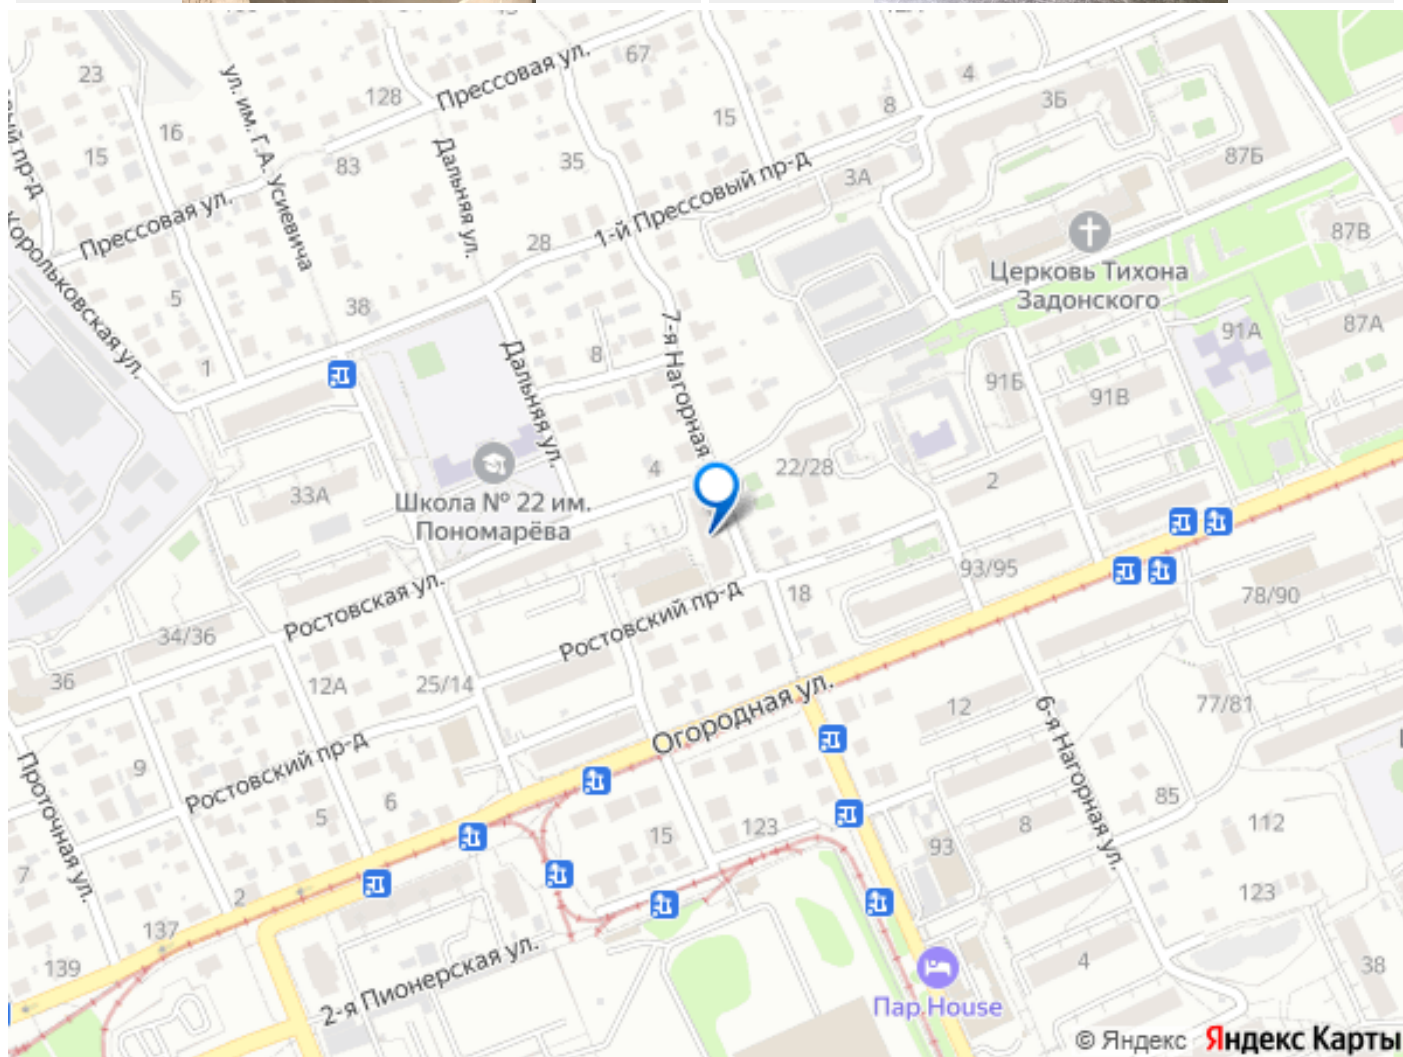 67
4
23
Прессовая ул.
128
8
3Б
ул. им. Г. А. Усиевича
15
16
Дальняя ул.
35
15
83
1-й Прессовый пр-д
3А
87Б
Прессовая ул.
28
87В
Церковь Тихона
Задонского
Корольковская ул.
5
38
7-я Нагорная
91А
87А
1
8
Дальняя ул.
91Б
91В
4
22/28
2
33А
Школа № 22 им.
Пономарёва
93/95
Ростовская ул.
Ростовский пр-д
18
78/90
34/36
36
12А
25/14
Огородная ул.
12
77/81
6-я Нагорная ул.
Ростовский пр-д
9
Проточная ул.
6
5
15
123
8
85
112
93
7
2
123
137
139
2-я Пионерская ул.
4
38
Пар.House
© Яндекс Яндекс Карты